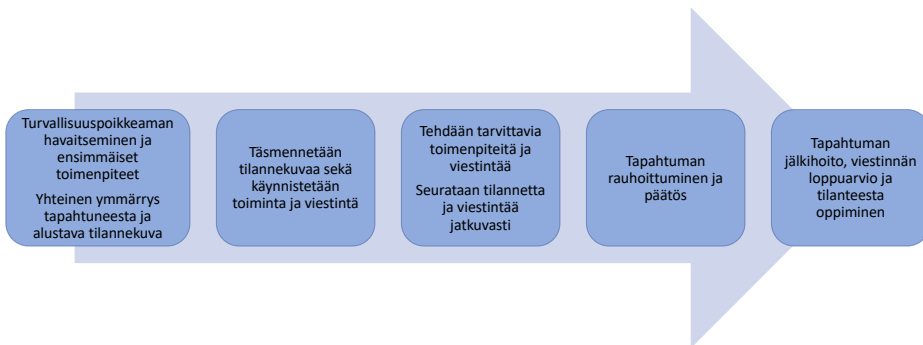 Turvallisuuspoikkeaman
havaitseminen ja
ensimmäiset
toimenpiteet
Yhteinen ymmärrys
tapahtuneesta ja
alustava tilannekuva
Täsmennetään
tilannekuvaa sekä
käynnistetään
toiminta ja viestintä
Tehdään tarvittavia
toimenpiteitä ja
viestintää
Seurataan tilannetta
ja viestintää
jatkuvasti
Tapahtuman
rauhoittuminen ja
päätös
Tapahtuman
jälkihoito, viestinnän
loppuarvio ja
tilanteesta
oppiminen